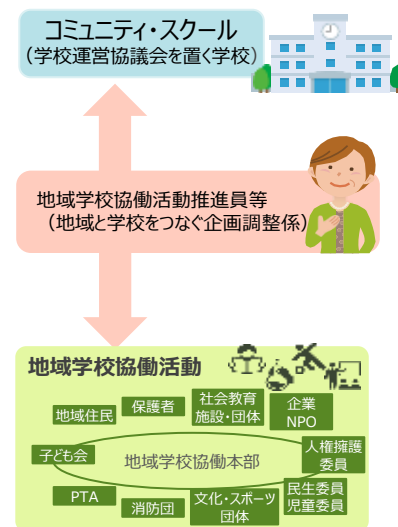 コミュニティ・スクール
（学校運営協議会を置く学校）
地域学校協働活動推進員等
（地域と学校をつなぐ企画調整係）
地域学校協働活動
地域住民
保護者
社会教育
施設・団体
企業
NPO
子ども会
地域学校協働本部
人権擁護
委員
PTA
消防団
文化・スポーツ
団体
民生委員
児童委員